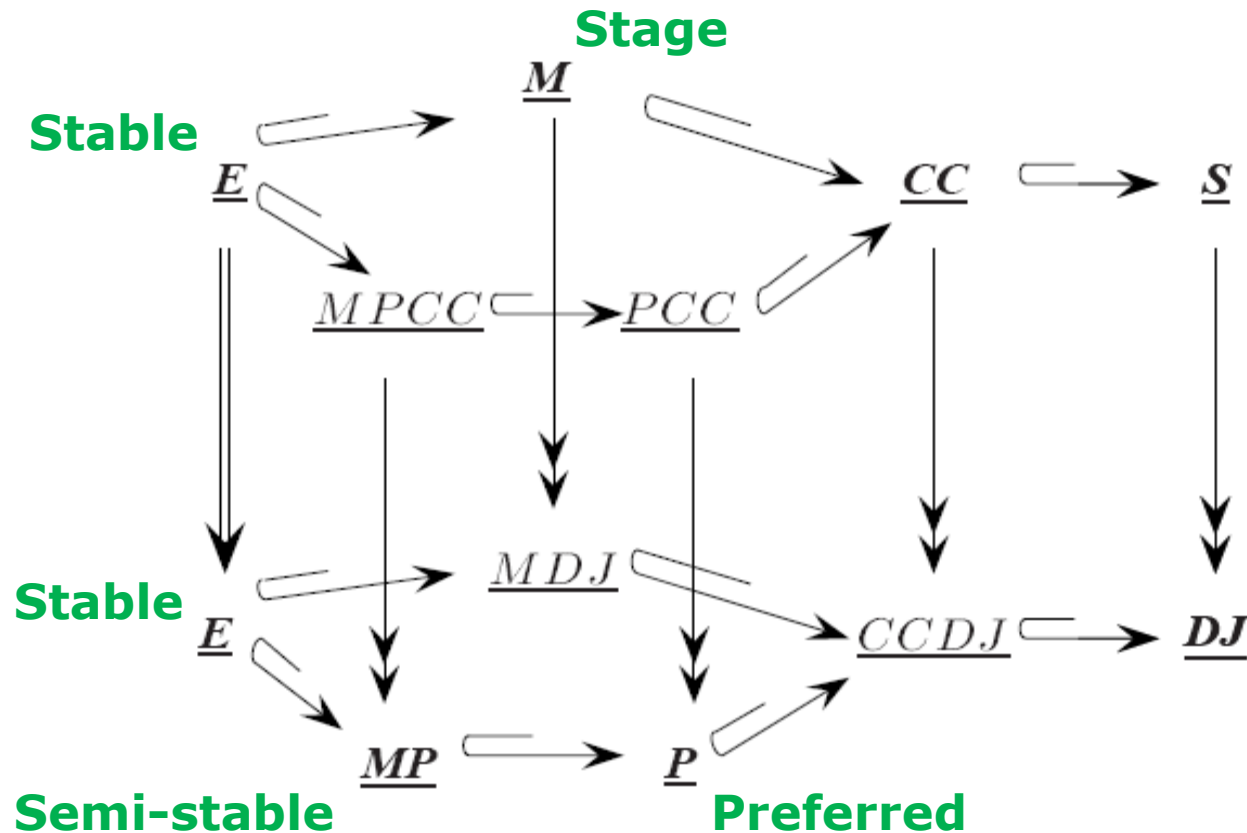 Stage
M
Stable
E
CC
S
MPCC
PCC
MDJ
Stable
E
CCDJ
DJ
MP
P
Semi-stable
Preferred